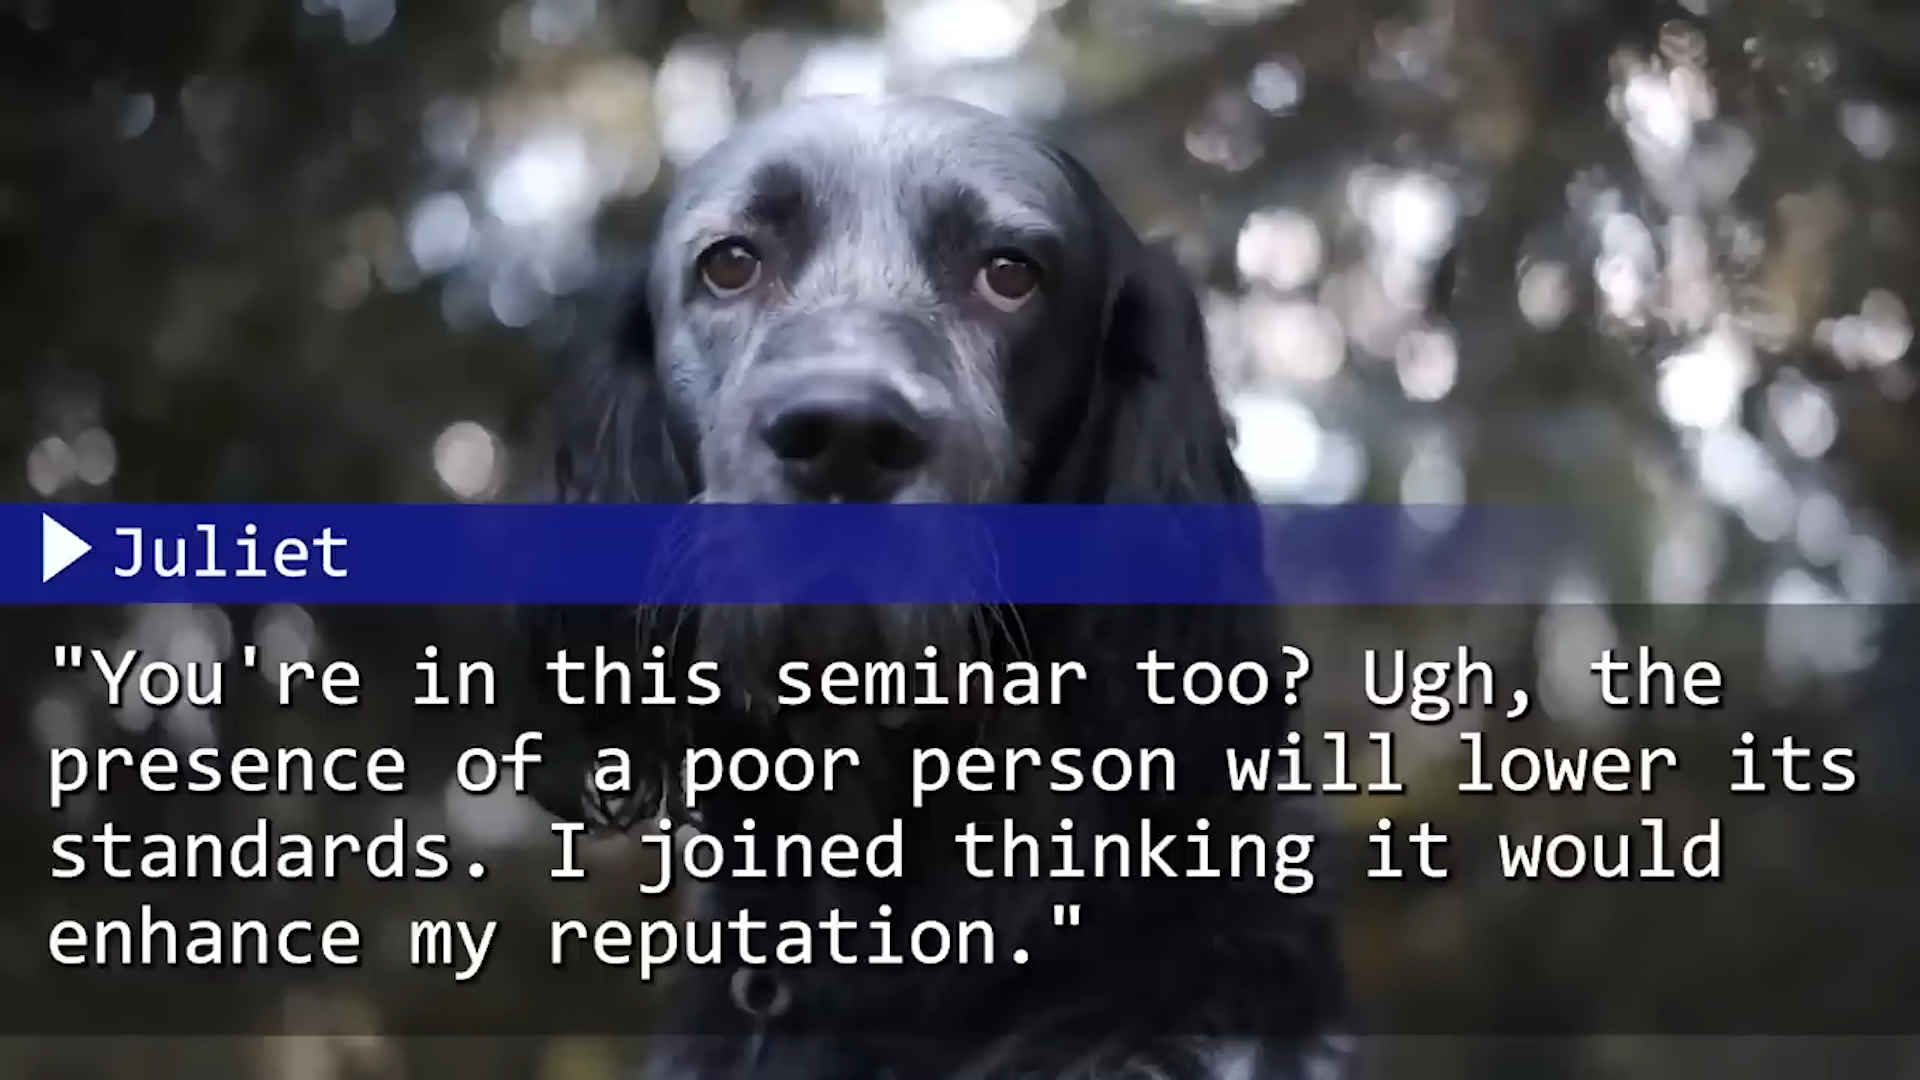 Juliet
"You're in this seminar too? Ugh, the
presence of a poor person will lower its
standards. I joined thinking it would
enhance my reputation."